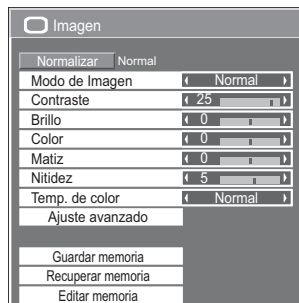 Imagen
Normalizar Normal
Modo de Imagen Normal
Contraste 25
Brillo 0
Color 0
Matiz 0
Nitidez 5
Temp. de color Normal
Ajuste avanzado
Guardar memoria
Recuperar memoria
Editar memoria